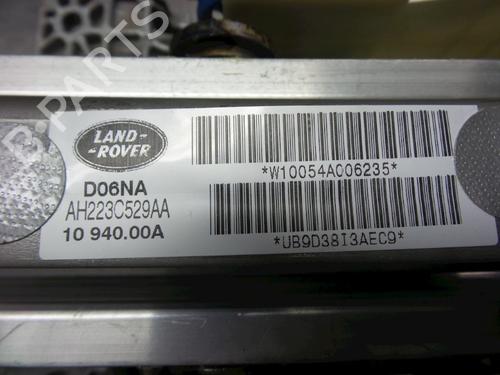 LAND-
ROVER
D06NA
AH223C529AA
10 940.00A
*W10054A006235*
*UB9D38I3AEC9*
B-PARTS